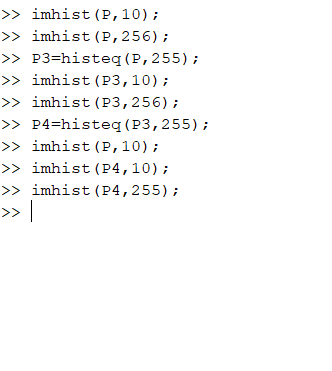 >> imhist(P,10);
>> imhist(P,256);
>> P3=histeq(P,255);
>> imhist(P3,10);
>> imhist(P3,256);
>> P4=histeq(P3,255);
>> imhist(P,10);
>> imhist(P4,10);
>> imhist(P4,255);
>>